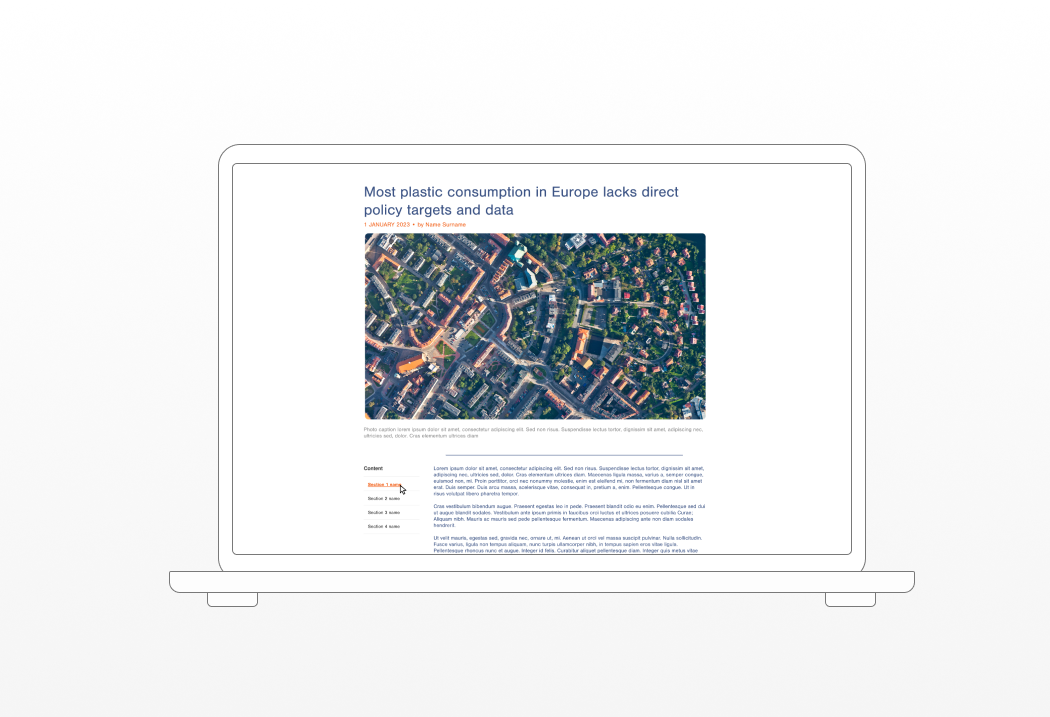 Most plastic consumption in Europe lacks direct
policy targets and data
1 JANUARY 2023 • by Name Surname
Photo caption lorem ipsum dolor sit amet, consectetur adipiscing elit. Sed non risus. Suspendisse lectus tortor, dignissim sit amet, adipiscing nec,
ultricies sed, dolor. Cras elementum ultrices diam
Content
Section 1 name
Section 2 name
Section 3 name
Section 4 name
Lorem ipsum dolor sit amet, consectetur adipiscing elit. Sed non risus. Suspendisse lectus tortor, dignissim sit amet,
adipiscing nec, ultricies sed, dolor. Cras elementum ultrices diam. Maecenas ligula massa, varius a, semper congue,
euismod non, mi. Proin porttitor, orci nec nonummy molestie, enim est eleifend mi, non fermentum diam nisl sit amet
erat. Duis semper. Duis arcu massa, scelerisque vitae, consequat in, pretium a, enim. Pellentesque congue. Ut in
risus volutpat libero pharetra tempor.
Cras vestibulum bibendum augue. Praesent egestas leo in pede. Praesent blandit odio eu enim. Pellentesque sed dui
ut augue blandit sodales. Vestibulum ante ipsum primis in faucibus orci luctus et ultrices posuere cubilia Curae;
Aliquam nibh. Mauris ac mauris sed pede pellentesque fermentum. Maecenas adipiscing ante non diam sodales
hendrerit.
Ut velit mauris, egestas sed, gravida nec, ornare ut, mi. Aenean ut orci vel massa suscipit pulvinar. Nulla sollicitudin.
Fusce varius, ligula non tempus aliquam, nunc turpis ullamcorper nibh, in tempus sapien eros vitae ligula.
Pellentesque rhoncus nunc et augue. Integer id felis. Curabitur aliquet pellentesque diam. Integer quis metus vitae